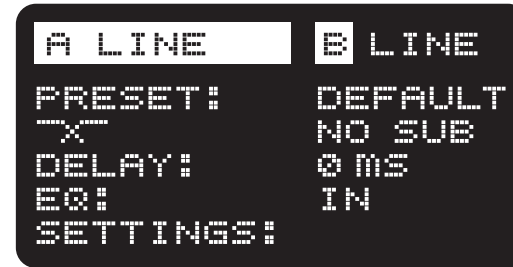 A LINE B LINE
PRESET: DEFAULT
X NO SUB
DELAY: 0 MS
EQ: IN
SETTINGS: